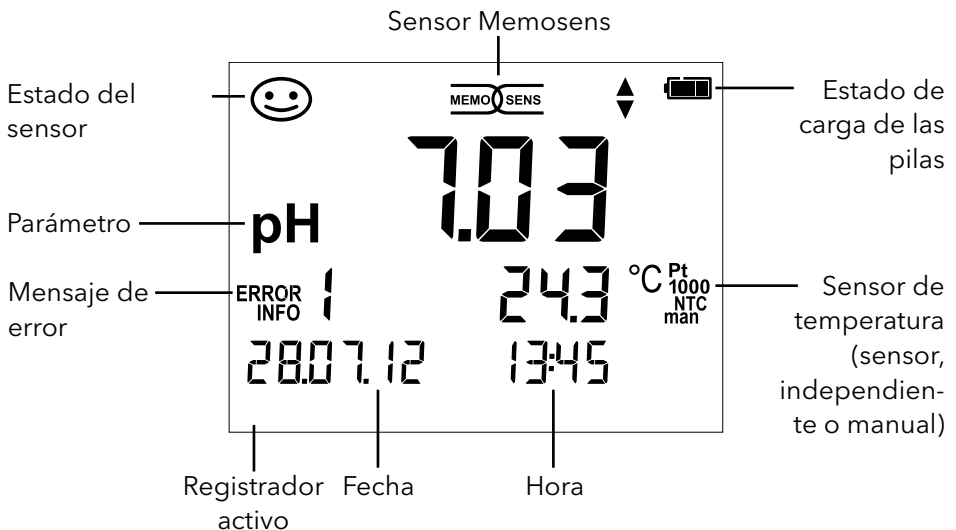 Sensor Memosens
Estado del
sensor
MEMO SENS
Estado de
carga de las
pilas
7.03
Parámetro
pH
Mensaje de
error
ERROR
INFO 1
24.3 °C
Pt
1000
NTC
man
Sensor de
temperatura
(sensor,
independien-
te o manual)
28.07.12 13:45
Registrador
activo
Fecha
Hora